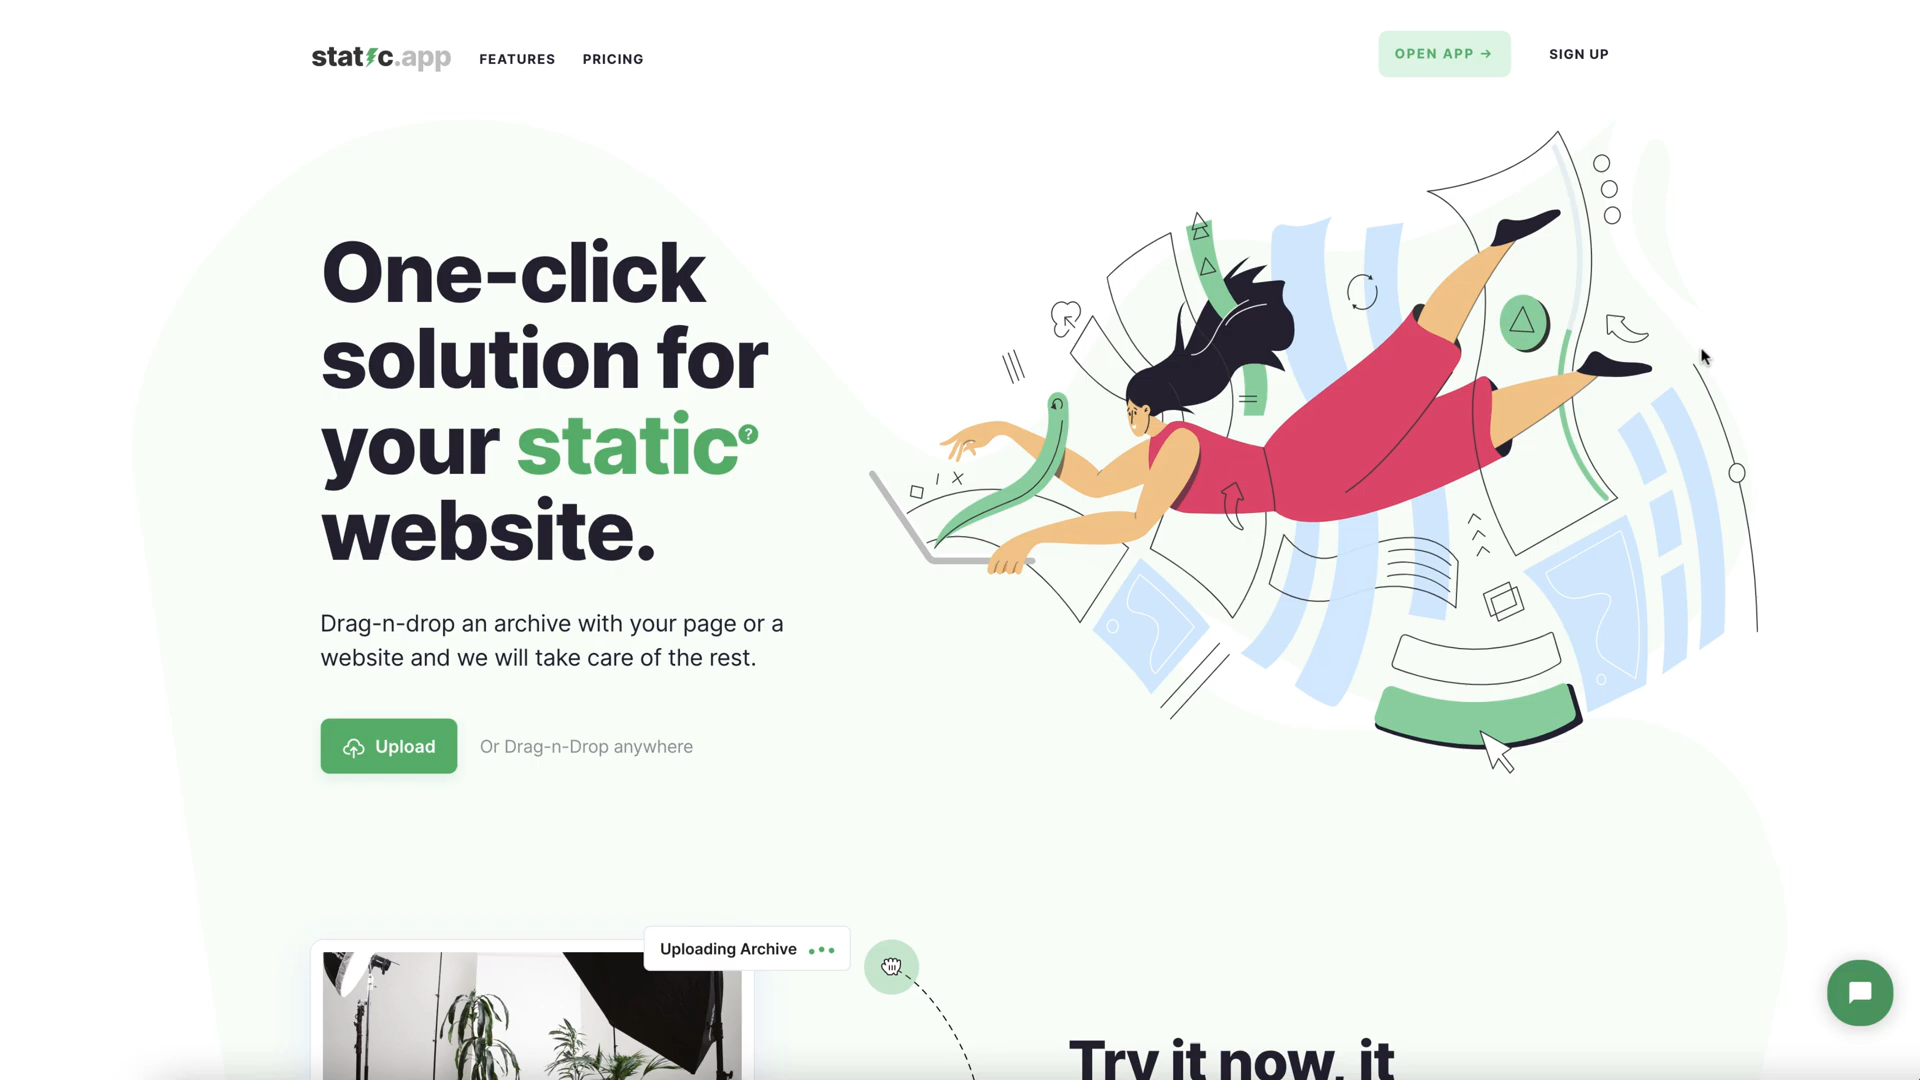 static.app
FEATURES
PRICING
OPEN APP →
SIGN UP
One-click
solution for
your static?
website.
Drag-n-drop an archive with your page or a
website and we will take care of the rest.
Upload
Or Drag-n-Drop anywhere
Uploading Archive
Try it now, it